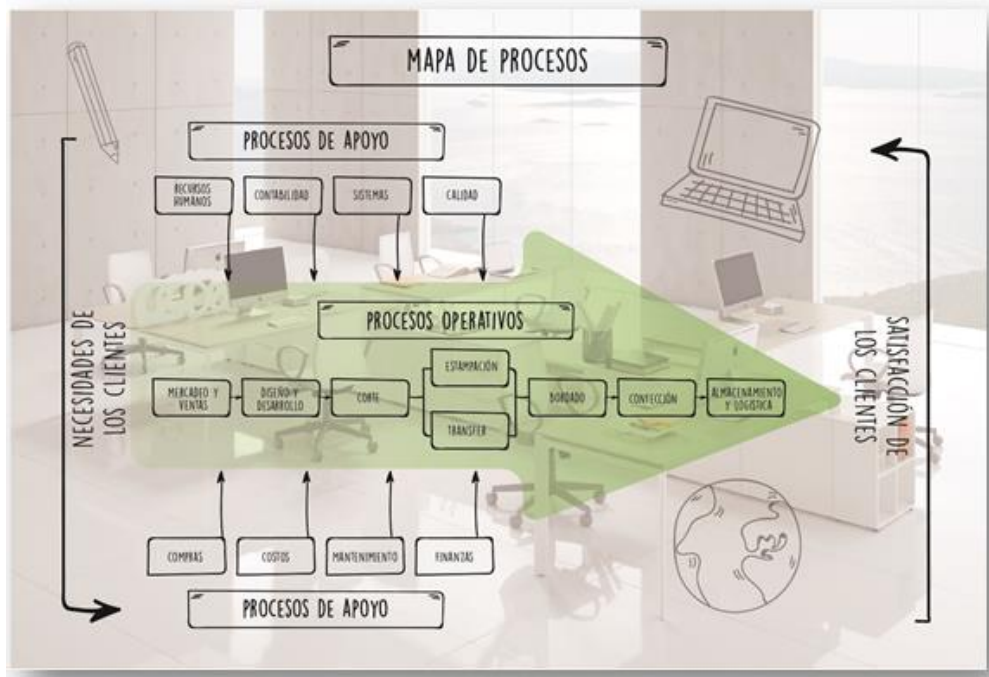 MAPA DE PROCESOS
PROCESOS DE APOYO
RECURSOS
HUMANOS
CONTABILIDAD
SISTEMAS
CALIDAD
NECESIDADES DE
LOS CLIENTES
PROCESOS OPERATIVOS
MERCADEO Y
VENTAS
DISEÑO Y
DESARROLLO
CORTE
ESTAMPACIÓN
TRANSFER
BORDADO
CONFECCIÓN
ALMACENAMIENTO
Y LOGÍSTICA
SATISFACCIÓN DE
LOS CLIENTES
COMPRAS
COSTOS
MANTENIMIENTO
FINANZAS
PROCESOS DE APOYO